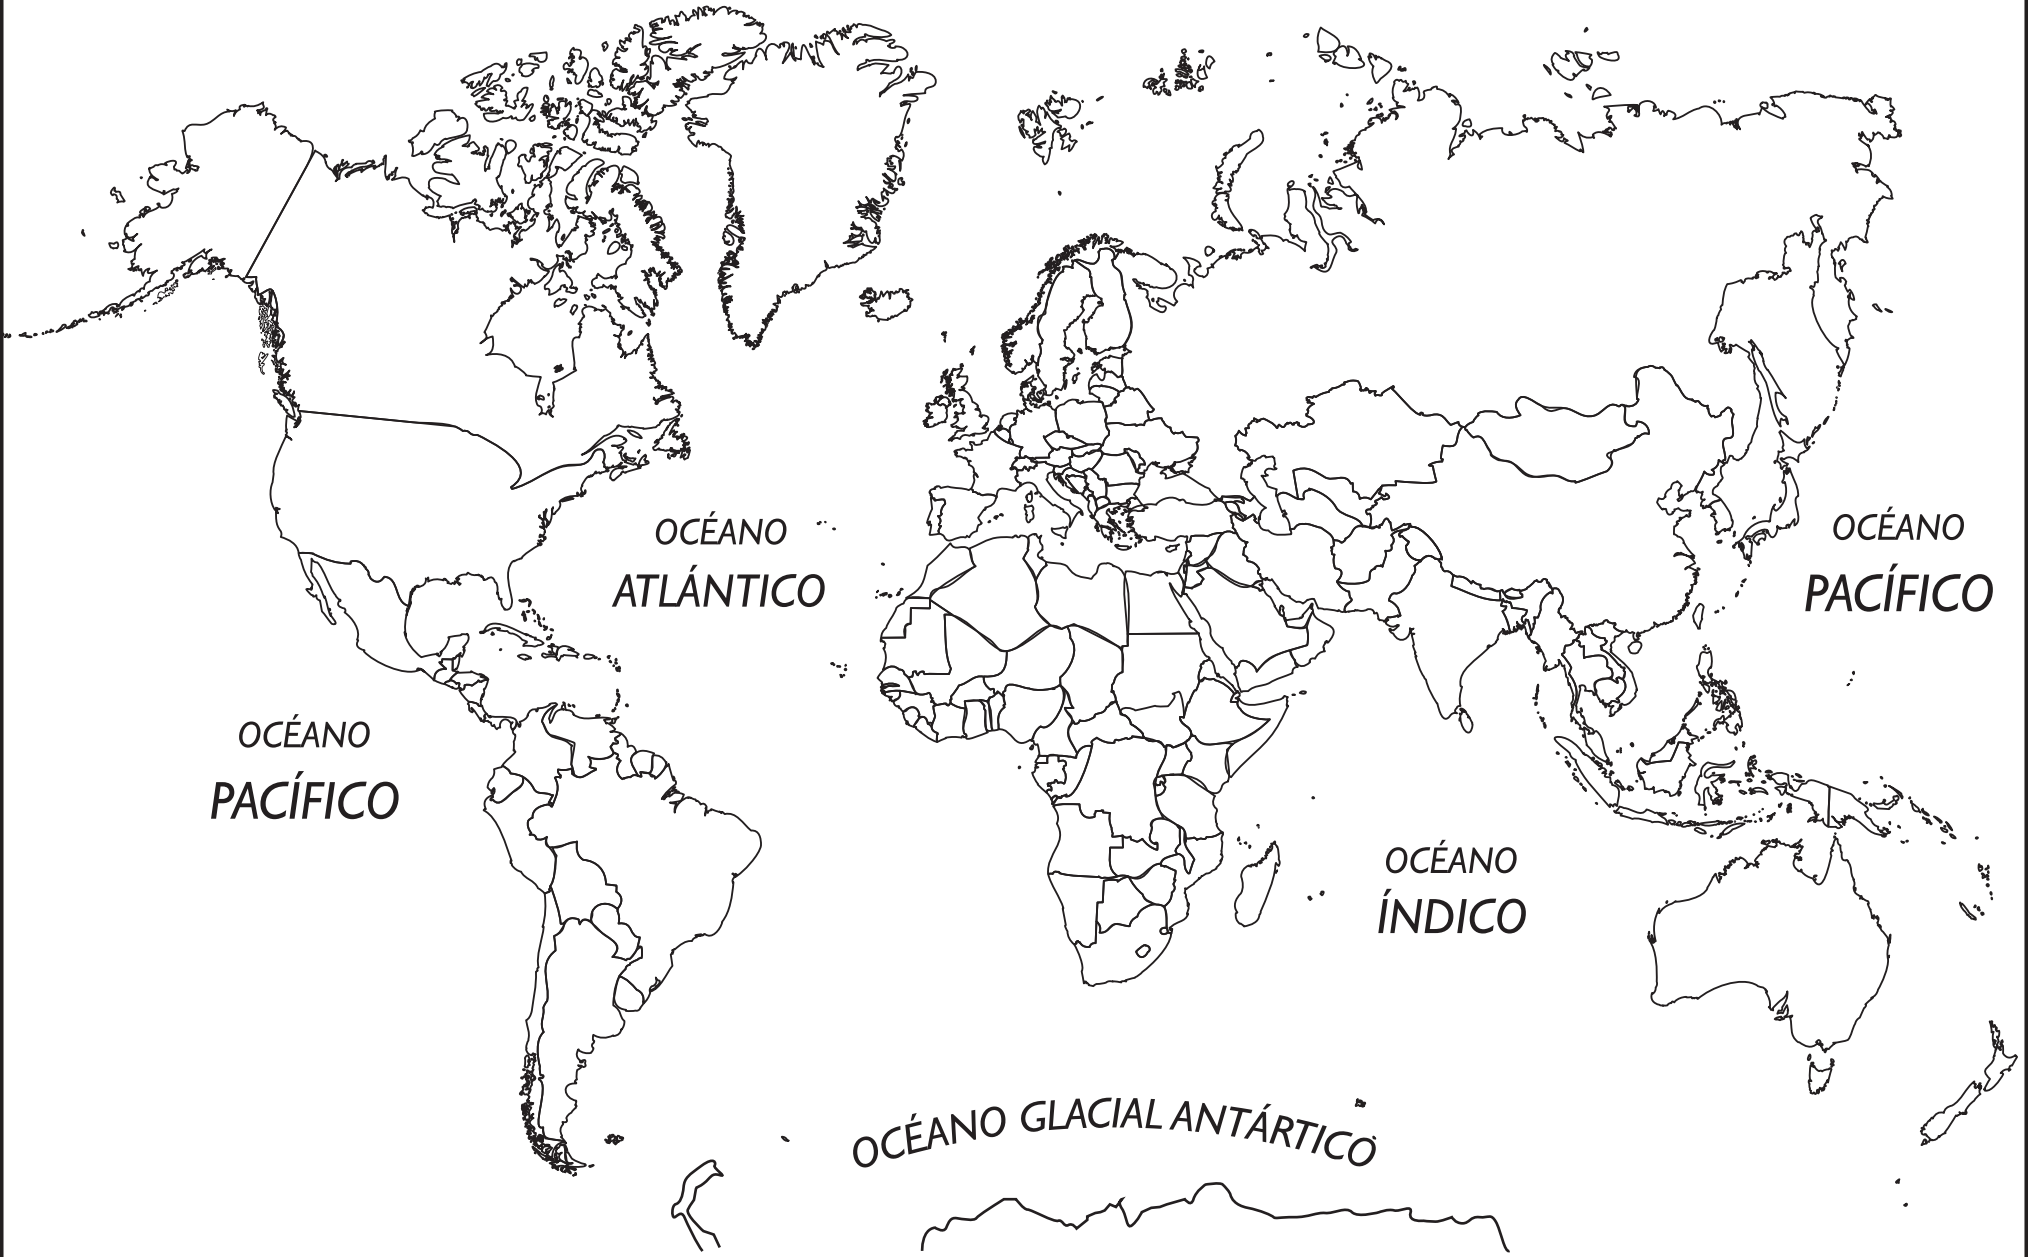 OCÉANO
ATLÁNTICO
OCÉANO
PACÍFICO
OCÉANO
PACÍFICO
OCÉANO
ÍNDICO
OCÉANO GLACIAL ANTÁRTICO